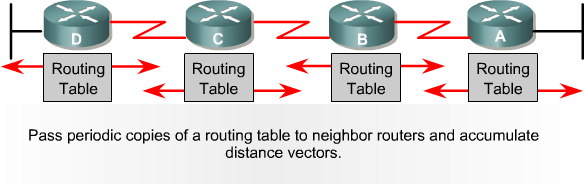 D C B A
Routing Table
Routing Table
Routing Table
Routing Table
Pass periodic copies of a routing table to neighbor routers and accumulate
distance vectors.